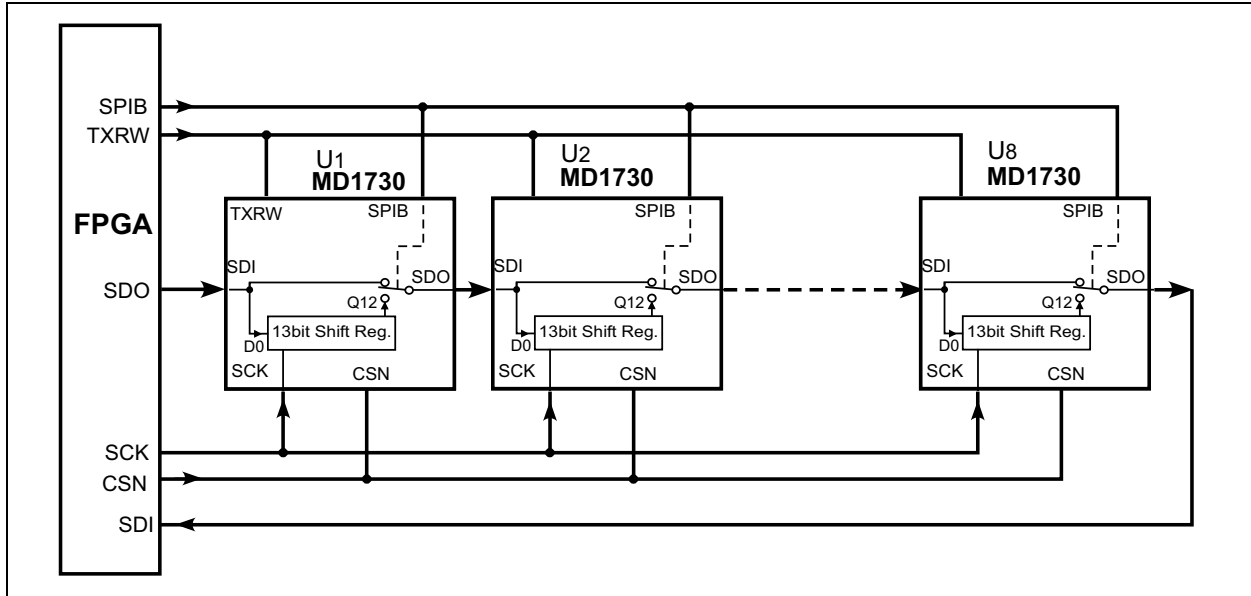 SPIB
TXRW
FPGA
SDO
SCK
CSN
SDI
U1
MD1730
TXRW
SPIB
SDI
SDO
Q12
D0
13bit Shift Reg.
SCK
CSN
U2
MD1730
SPIB
SDI
SDO
Q12
D0
13bit Shift Reg.
SCK
CSN
U8
MD1730
SPIB
SDI
SDO
Q12
D0
13bit Shift Reg.
SCK
CSN